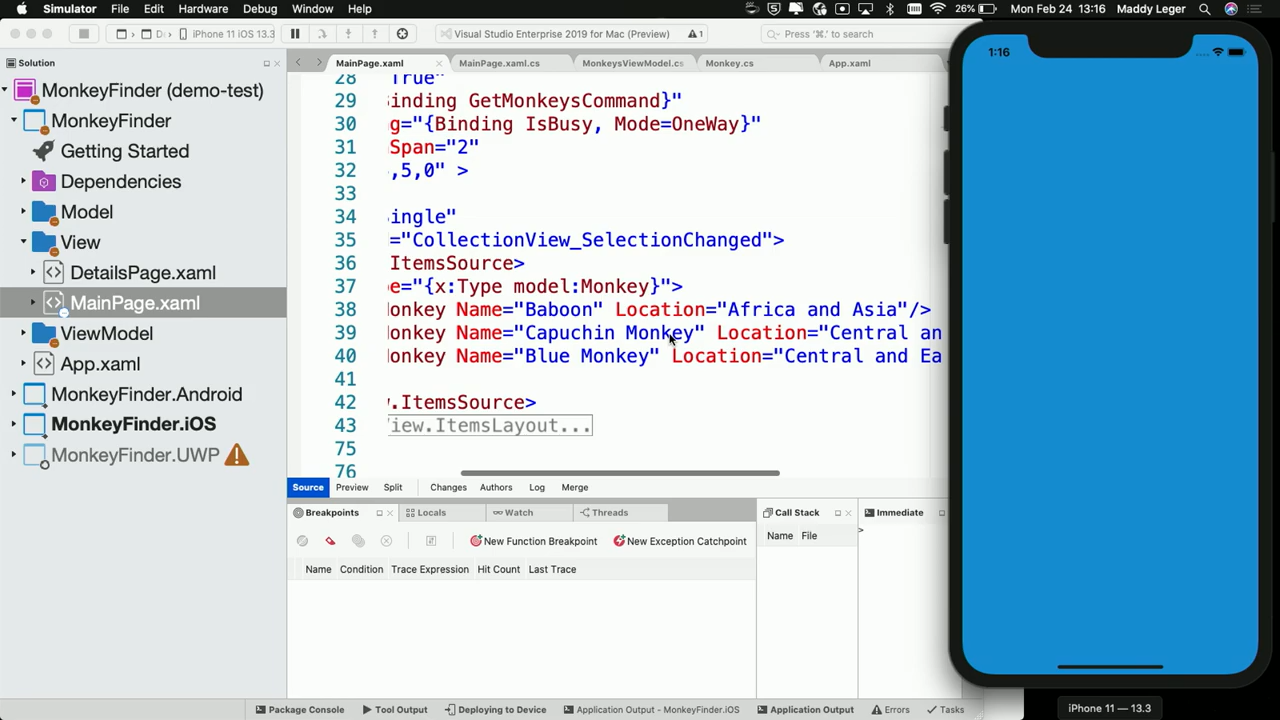 Simulator File Edit Hardware Debug Window Help
26% Mon Feb 24 13:16 Maddy Leger
D iPhone 11 iOS 13.3
Visual Studio Enterprise 2019 for Mac (Preview) 1
Press ‘⌘.’ to search
Solution
MonkeyFinder (demo-test)
MonkeyFinder
Getting Started
Dependencies
Model
View
DetailsPage.xaml
MainPage.xaml
ViewModel
App.xaml
MonkeyFinder.Android
MonkeyFinder.iOS
MonkeyFinder.UWP
MainPage.xaml MainPage.xaml.cs MonkeysViewModel.cs Monkey.cs App.xaml
28 True"
29 inding GetMonkeysCommand}"
30 g="{Binding IsBusy, Mode=OneWay}"
31 Span="2"
32 ,5,0" >
33
34 ingle"
35 ="CollectionView_SelectionChanged">
36 ItemsSource>
37 pe="{x:Type model:Monkey}">
38 onkey Name="Baboon" Location="Africa and Asia"/>
39 onkey Name="Capuchin Monkey" Location="Central an
40 onkey Name="Blue Monkey" Location="Central and Ea
41
42 .ItemsSource>
43 iew.ItemsLayout...
75
76
Source Preview Split Changes Authors Log Merge
Breakpoints Locals Watch Threads
New Function Breakpoint New Exception Catchpoint
Name Condition Trace Expression Hit Count Last Trace
Call Stack
Name File
Immediate
>
Package Console Tool Output Deploying to Device Application Output - MonkeyFinder.iOS Application Output Errors Tasks
1:16
iPhone 11 — 13.3